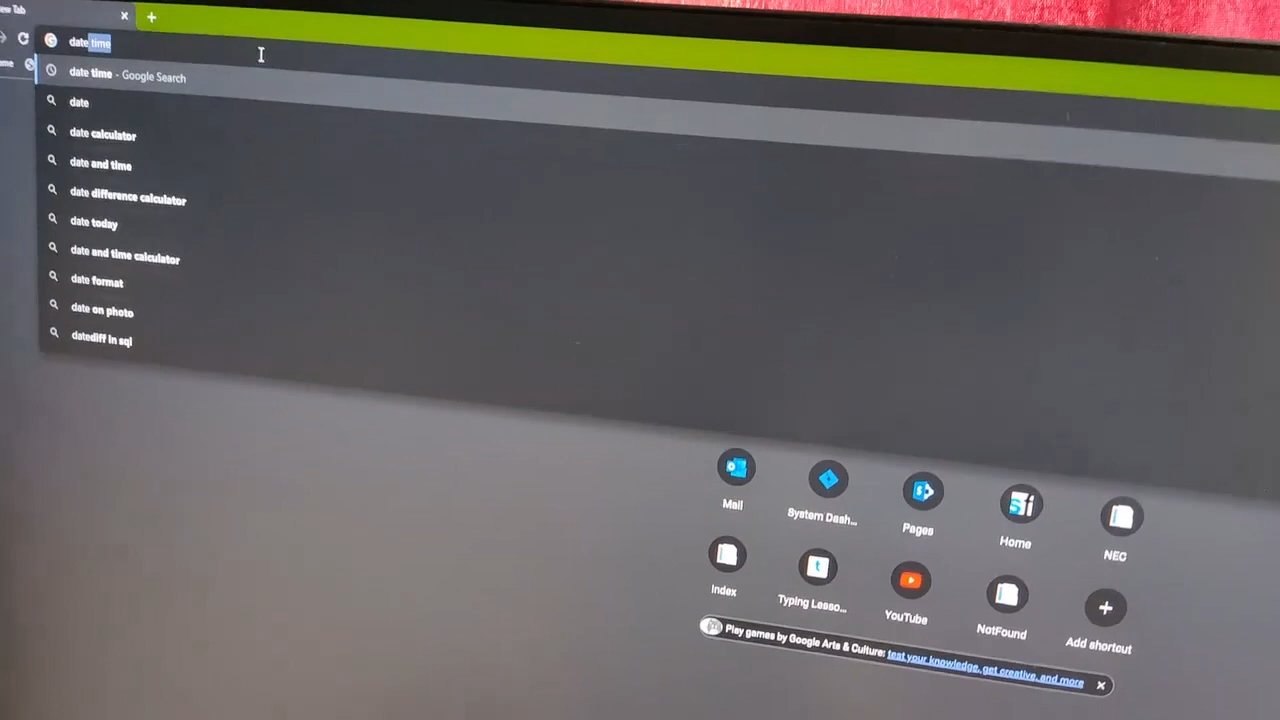 ew Tab
date time
date time - Google Search
date
date calculator
date and time
date difference calculator
date today
date and time calculator
date format
date on photo
datediff in sql
Mail
System Dash...
Pages
Home
NEC
Index
Typing Lesso...
YouTube
NotFound
Add shortcut
Play games by Google Arts & Culture: test your knowledge, get creative, and more